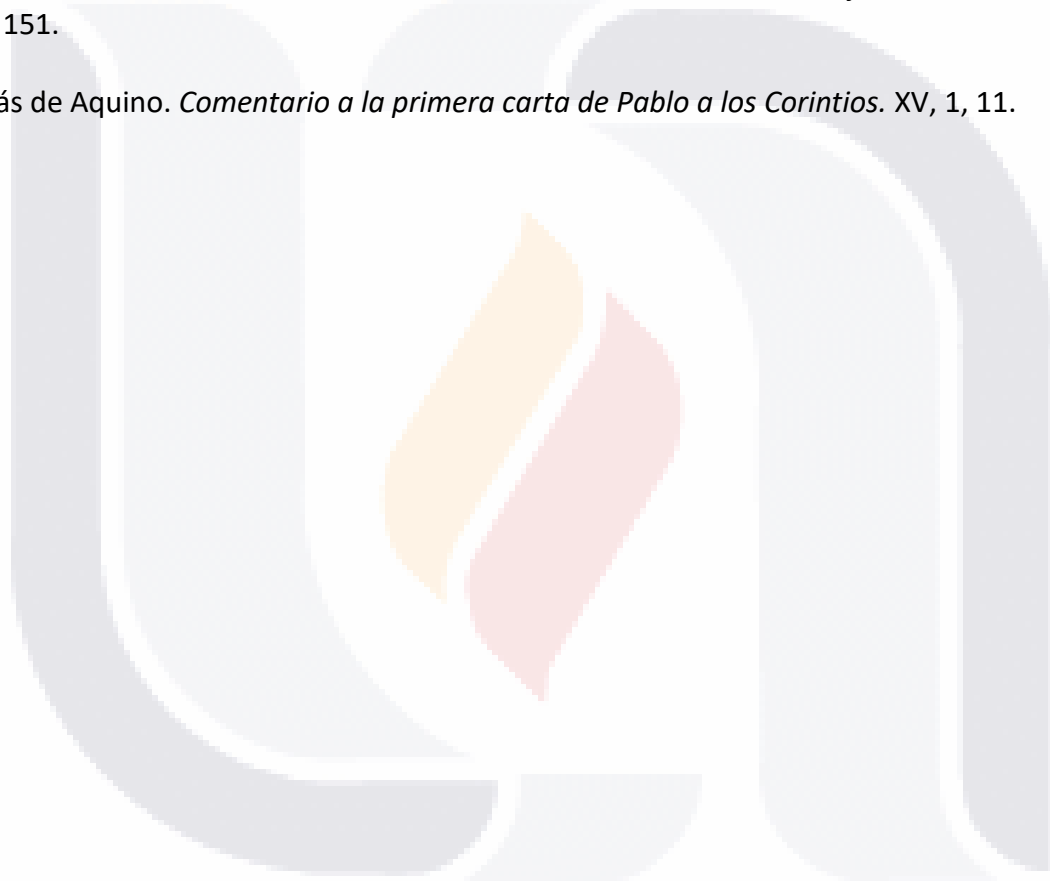 151.
ás de Aquino. Comentario a la primera carta de Pablo a los Corintios. XV, 1, 11.